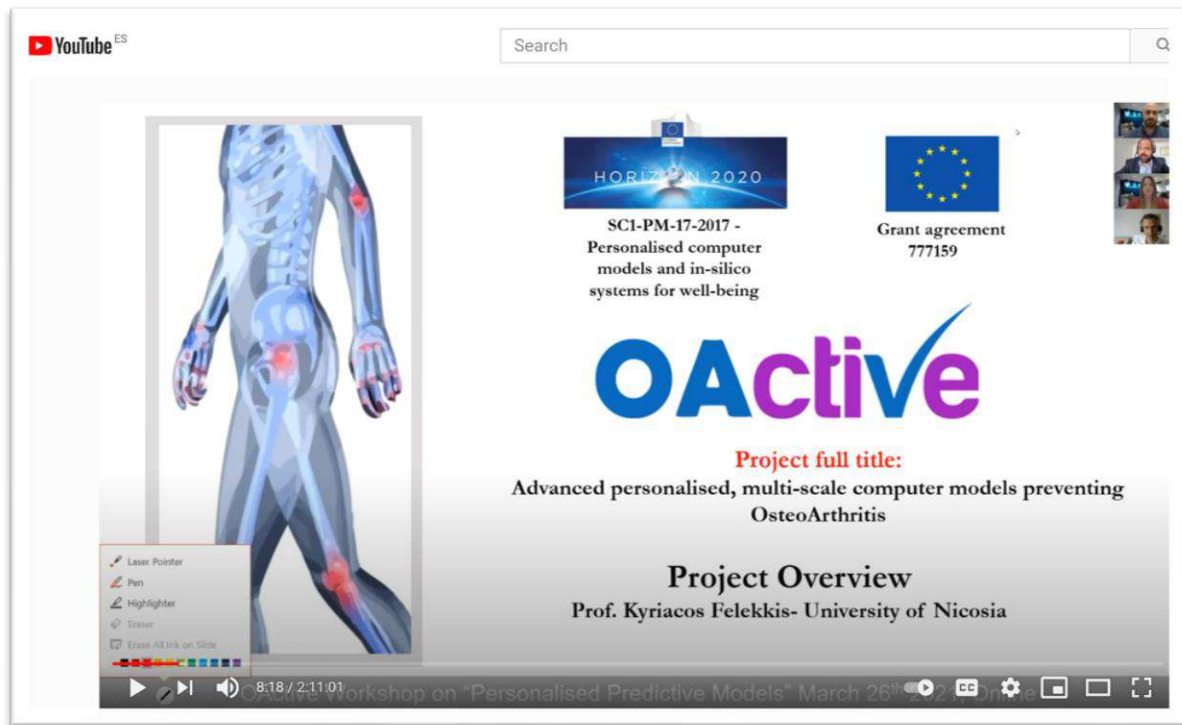 YouTube ES
Search
HORIZON 2020
SC1-PM-17-2017 -
Personalised computer
models and in-silico
systems for well-being
Grant agreement
777159
OActive
Project full title:
Advanced personalised, multi-scale computer models preventing
OsteoArthritis
Project Overview
Prof. Kyriacos Felekkis- University of Nicosia
Laser Pointer
Pen
Highlighter
Eraser
Erase All Ink on Slide
8:18 / 2:11:01
OActive Workshop on “Personalised Predictive Models” March 26th 2021, Online
CC